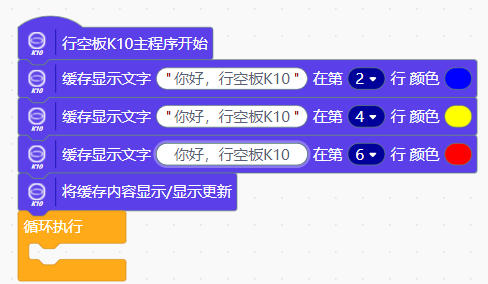 K10 行空板K10主程序开始
K10 缓存显示文字 "你好，行空板K10" 在第 2 行 颜色
K10 缓存显示文字 "你好，行空板K10" 在第 4 行 颜色
K10 缓存显示文字 你好，行空板K10 在第 6 行 颜色
K10 将缓存内容显示/显示更新
循环执行